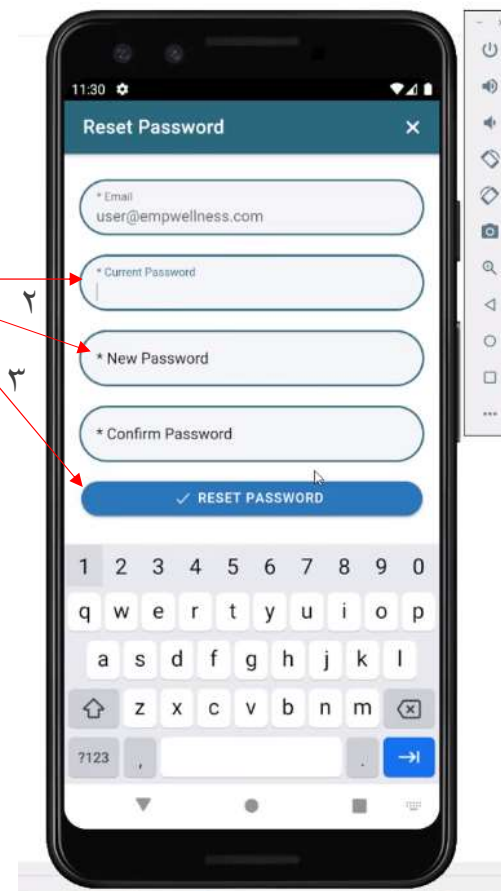 11:30
Reset Password
* Email
user@empwellness.com
* Current Password
٢
* New Password
٣
* Confirm Password
✓ RESET PASSWORD
1 2 3 4 5 6 7 8 9 0
q w e r t y u i o p
a s d f g h j k l
z x c v b n m
?123 , .